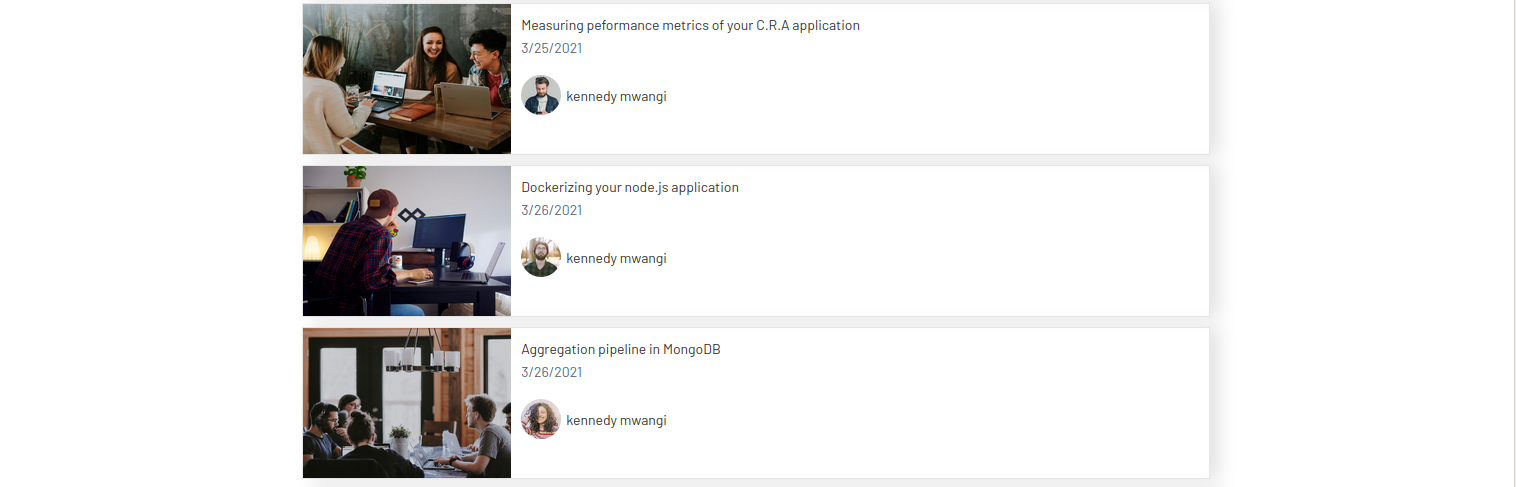 Measuring peformance metrics of your C.R.A application
3/25/2021
kennedy mwangi
Dockerizing your node.js application
3/26/2021
kennedy mwangi
Aggregation pipeline in MongoDB
3/26/2021
kennedy mwangi